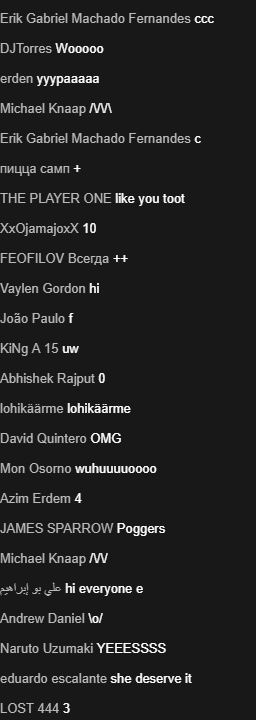 Erik Gabriel Machado Fernandes ccc
DJTorres Wooooo
erden yyypaaaaa
Michael Knaap /\/\/\
Erik Gabriel Machado Fernandes c
пицца самп +
THE PLAYER ONE like you toot
XxOjamajoxX 10
FEOFILOV Всегда ++
Vaylen Gordon hi
João Paulo f
KiNg A 15 uw
Abhishek Rajput 0
lohikäärme lohikäärme
David Quintero OMG
Mon Osorno wuhuuuuoooo
Azim Erdem 4
JAMES SPARROW Poggers
Michael Knaap /\/\/
علي بو إبراهيم hi everyone e
Andrew Daniel \o/
Naruto Uzumaki YEEESSSS
eduardo escalante she deserve it
LOST 444 3